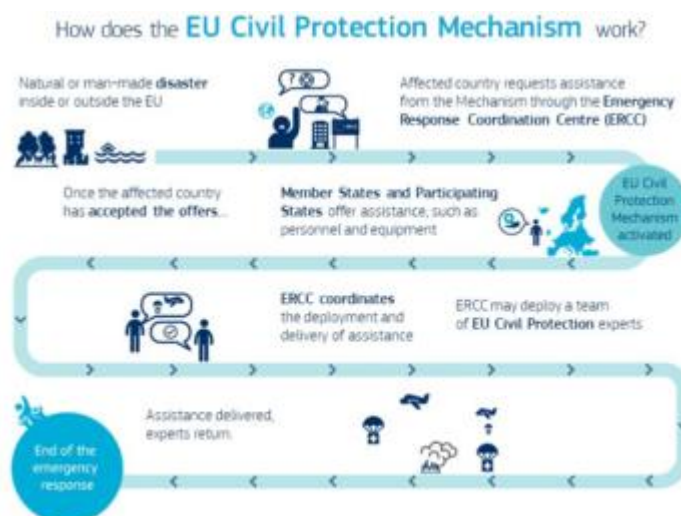 How does the EU Civil Protection Mechanism work?
Natural or man-made disaster
inside or outside the EU
Affected country requests assistance
from the Mechanism through the Emergency
Response Coordination Centre (ERCC)
EU Civil
Protection
Mechanism
activated
Member States and Participating
States offer assistance, such as
personnel and equipment
Once the affected country
has accepted the offers...
ERCC coordinates
the deployment and
delivery of assistance
ERCC may deploy a team
of EU Civil Protection experts
Assistance delivered,
experts return.
End of the
emergency
response